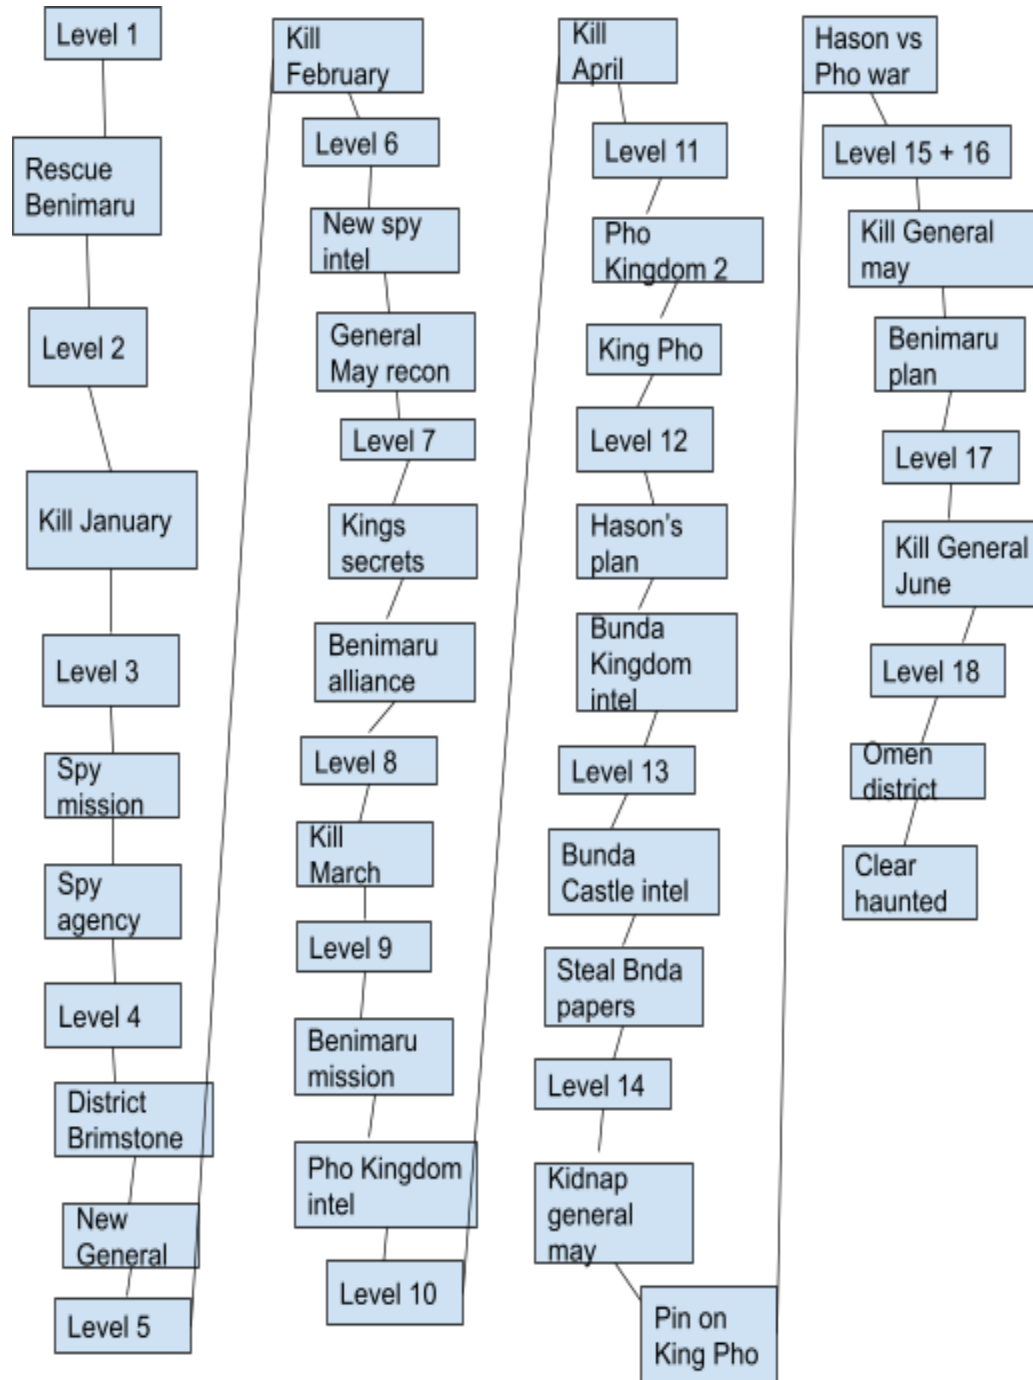 Level 1
Rescue
Benimaru
Level 2
Kill January
Level 3
Spy
mission
Spy
agency
Level 4
District
Brimstone
New
General
Level 5
Kill
February
Level 6
New spy
intel
General
May recon
Level 7
Kings
secrets
Benimaru
alliance
Level 8
Kill
March
Level 9
Benimaru
mission
Pho Kingdom
intel
Level 10
Kill
April
Level 11
Pho
Kingdom 2
King Pho
Level 12
Hason's
plan
Bunda
Kingdom
intel
Level 13
Bunda
Castle intel
Steal Bnda
papers
Level 14
Kidnap
general
may
Pin on
King Pho
Hason vs
Pho war
Level 15 + 16
Kill General
may
Benimaru
plan
Level 17
Kill General
June
Level 18
Omen
district
Clear
haunted